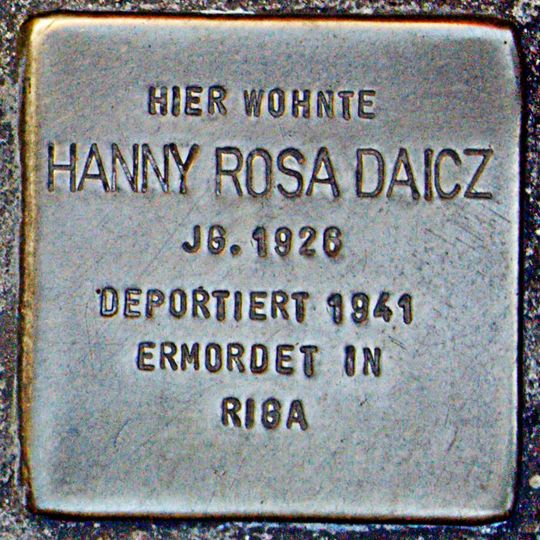 HIER WOHNTE
HANNY ROSA DAICZ
JG. 1926
DEPORTIERT 1941
ERMORDET IN
RIGA